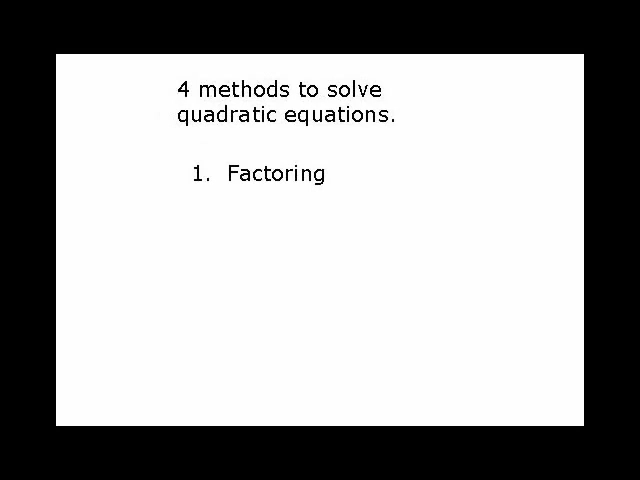 4 methods to solve
quadratic equations.
1. Factoring